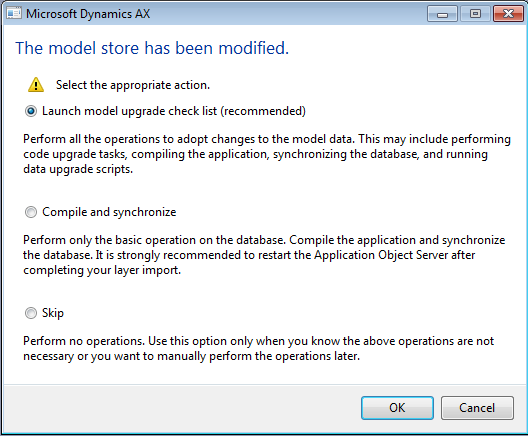 Microsoft Dynamics AX
The model store has been modified.
Select the appropriate action.
Launch model upgrade check list (recommended)
Perform all the operations to adopt changes to the model data. This may include performing
code upgrade tasks, compiling the application, synchronizing the database, and running
data upgrade scripts.
Compile and synchronize
Perform only the basic operation on the database. Compile the application and synchronize
the database. It is strongly recommended to restart the Application Object Server after
completing your layer import.
Skip
Perform no operations. Use this option only when you know the above operations are not
necessary or you want to manually perform the operations later.
OK
Cancel